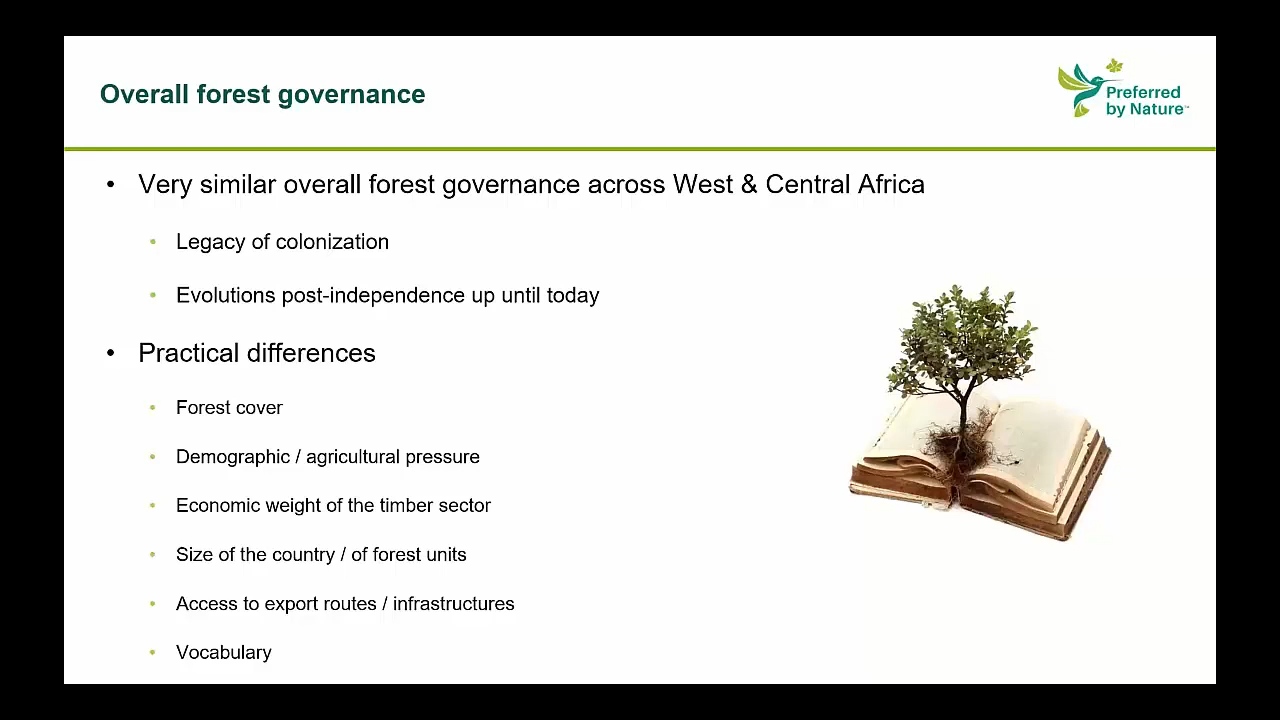 Overall forest governance
Preferred
by Nature™
• Very similar overall forest governance across West & Central Africa
• Legacy of colonization
• Evolutions post-independence up until today
• Practical differences
• Forest cover
• Demographic / agricultural pressure
• Economic weight of the timber sector
• Size of the country / of forest units
• Access to export routes / infrastructures
• Vocabulary